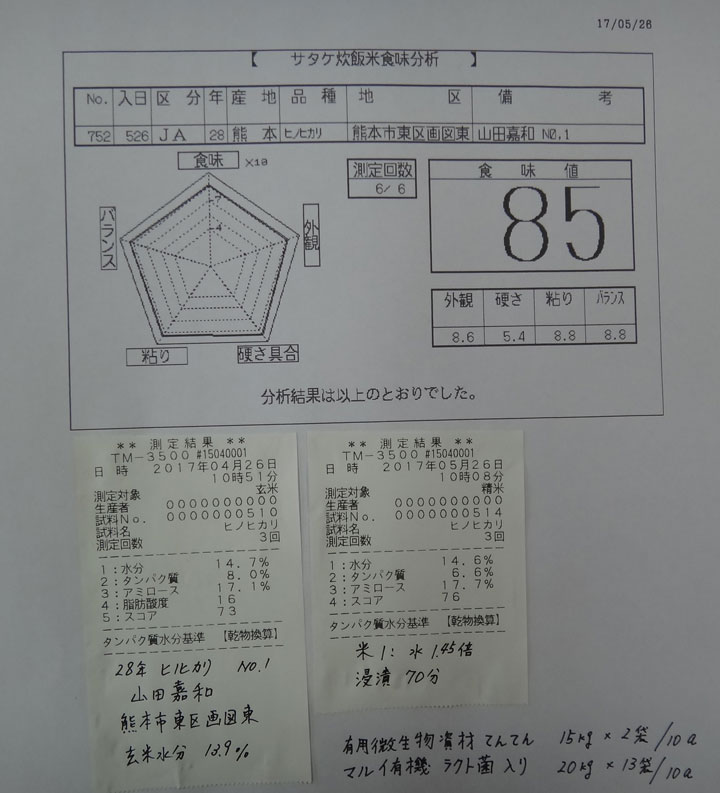 17/05/26
【 サタケ炊飯米食味分析 】
No. 入日 区分 年 産地 品種 地区 備考
752 526 JA 28 熊本 ヒノヒカリ 熊本市東区画図東 山田嘉和 NO.1
食味 ×10
7
4
バランス
外観
粘り
硬さ具合
測定回数
6/ 6
食味値
85
外観 硬さ 粘り バランス
8.6 5.4 8.8 8.8
分析結果は以上のとおりでした。
** 測定結果 **
TM-3500 #15040001
日時 2017年04月26日
10時51分
測定対象 玄米
生産者 0000000000
試料No. 0000000510
試料名 ヒノヒカリ
測定回数 3回
1:水分 14.7%
2:タンパク質 8.0%
3:アミロース 17.1%
4:脂肪酸度 16
5:スコア 73
タンパク質水分基準 【乾物換算】
28年 ヒノヒカリ No.1
山田嘉和
熊本市東区画図東
玄米水分 13.9%
** 測定結果 **
TM-3500 #15040001
日時 2017年05月26日
10時08分
測定対象 精米
生産者 0000000000
試料No. 0000000514
試料名 ヒノヒカリ
測定回数 3回
1:水分 14.6%
2:タンパク質 6.6%
3:アミロース 17.7%
4:スコア 76
タンパク質水分基準 【乾物換算】
米1: 水1.45倍
浸漬 70分
有用微生物資材 てんてん 15kg × 2袋/10a
マルイ有機 ラクト菌入り 20kg × 13袋/10a